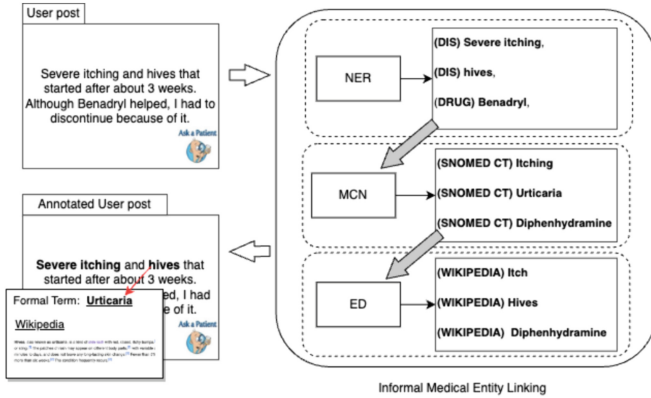 User post
Severe itching and hives that
started after about 3 weeks.
Although Benadryl helped, I had to
discontinue because of it.
Ask a Patient
NER
(DIS) Severe itching,
(DIS) hives,
(DRUG) Benadryl,
MCN
(SNOMED CT) Itching
(SNOMED CT) Urticaria
(SNOMED CT) Diphenhydramine
ED
(WIKIPEDIA) Itch
(WIKIPEDIA) Hives
(WIKIPEDIA) Diphenhydramine
Annotated User post
Severe itching and hives that
started after about 3 weeks.
ed, I had
e of it.
Ask a Patient
Formal Term: Urticaria
Wikipedia
Informal Medical Entity Linking